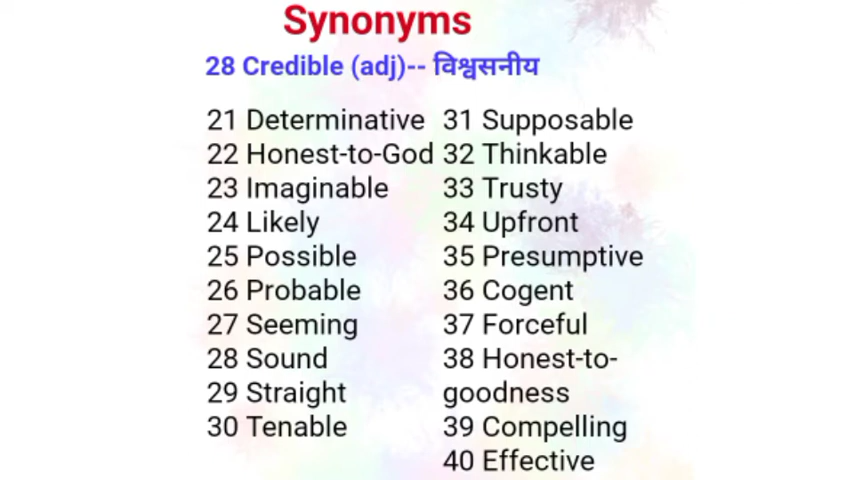 Synonyms
28 Credible (adj)-- विश्वसनीय
21 Determinative
22 Honest-to-God
23 Imaginable
24 Likely
25 Possible
26 Probable
27 Seeming
28 Sound
29 Straight
30 Tenable
31 Supposable
32 Thinkable
33 Trusty
34 Upfront
35 Presumptive
36 Cogent
37 Forceful
38 Honest-to-
goodness
39 Compelling
40 Effective